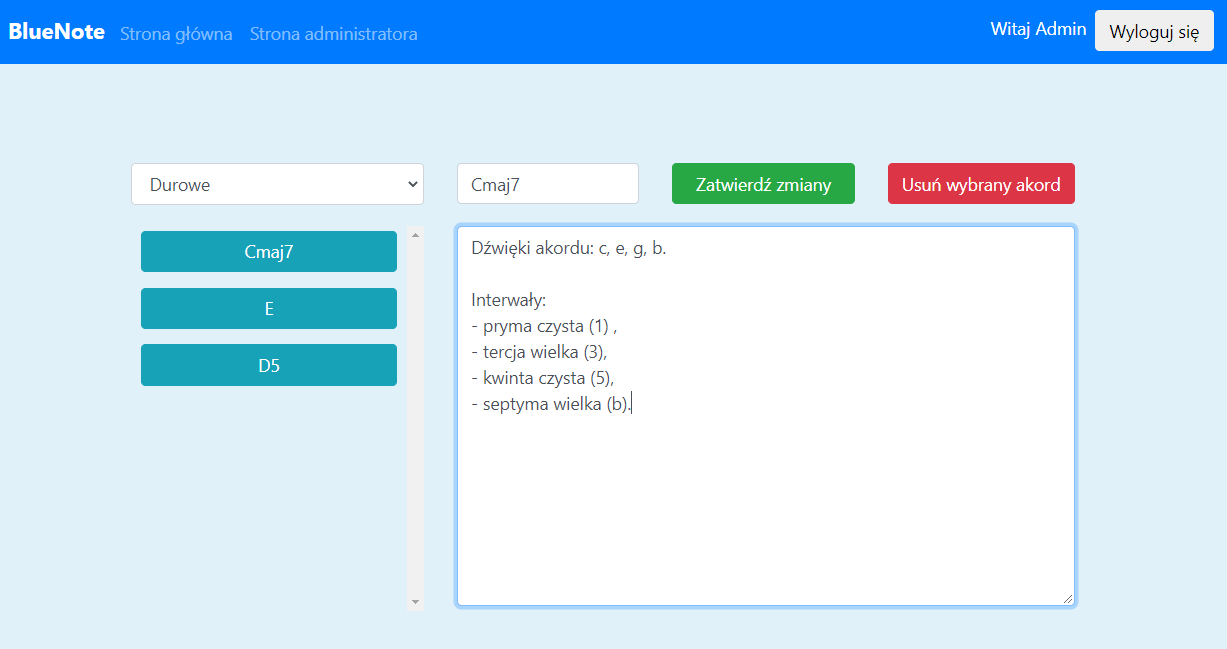 BlueNote Strona główna Strona administratora Witaj Admin Wyloguj się
Durowe Cmaj7 Zatwierdź zmiany Usuń wybrany akord
Cmaj7
E
D5
Dźwięki akordu: c, e, g, b.
Interwały:
- pryma czysta (1) ,
- tercja wielka (3),
- kwinta czysta (5),
- septyma wielka (b).